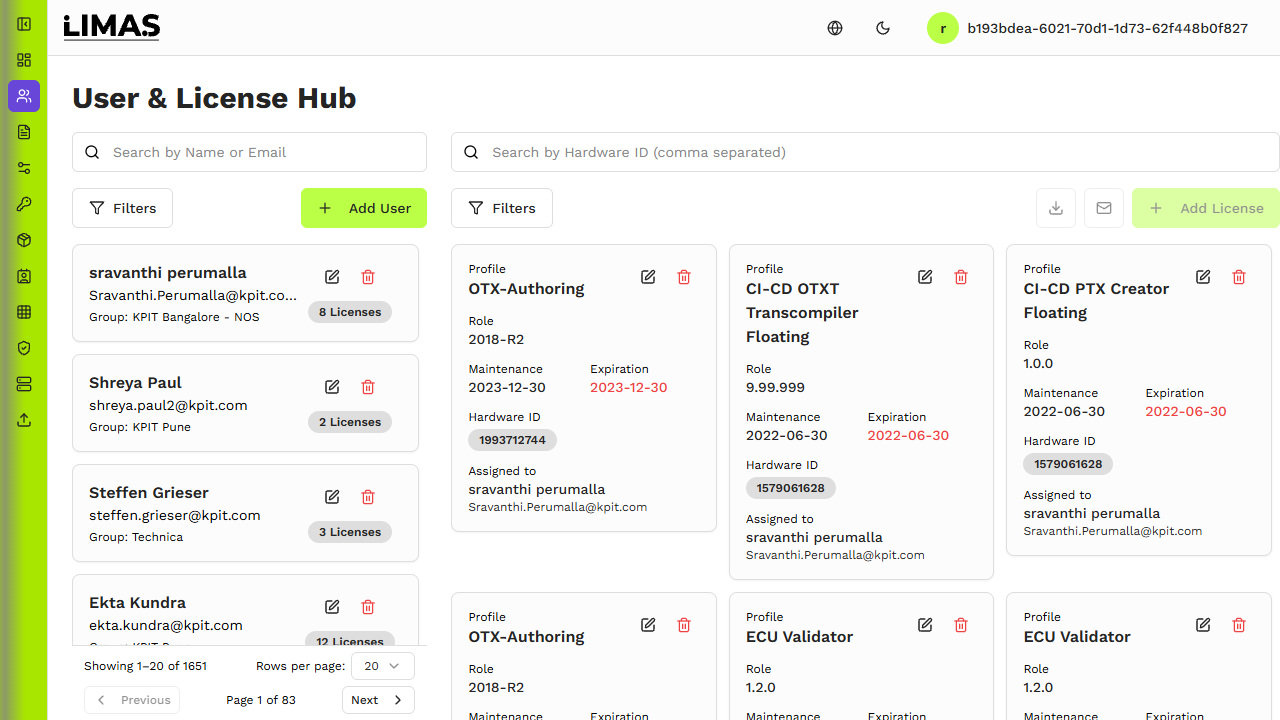 LIMAS
r
b193bdea-6021-70d1-1d73-62f448b0f827
User & License Hub
Search by Name or Email
Filters
Add User
sravanthi perumalla
Sravanthi.Perumalla@kpit.co...
Group: KPIT Bangalore - NOS
8 Licenses
Shreya Paul
shreya.paul2@kpit.com
Group: KPIT Pune
2 Licenses
Steffen Grieser
steffen.grieser@kpit.com
Group: Technica
3 Licenses
Ekta Kundra
ekta.kundra@kpit.com
12 Licenses
Showing 1–20 of 1651
Rows per page: 20
Previous
Page 1 of 83
Next
Search by Hardware ID (comma separated)
Filters
Add License
Profile
OTX-Authoring
Role
2018-R2
Maintenance Expiration
2023-12-30 2023-12-30
Hardware ID
1993712744
Assigned to
sravanthi perumalla
Sravanthi.Perumalla@kpit.com
Profile
CI-CD OTXT
Transcompiler
Floating
Role
9.99.999
Maintenance Expiration
2022-06-30 2022-06-30
Hardware ID
1579061628
Assigned to
sravanthi perumalla
Sravanthi.Perumalla@kpit.com
Profile
CI-CD PTX Creator
Floating
Role
1.0.0
Maintenance Expiration
2022-06-30 2022-06-30
Hardware ID
1579061628
Assigned to
sravanthi perumalla
Sravanthi.Perumalla@kpit.com
Profile
OTX-Authoring
Role
2018-R2
Maintenance Expiration
Profile
ECU Validator
Role
1.2.0
Maintenance Expiration
Profile
ECU Validator
Role
1.2.0
Maintenance Expiration